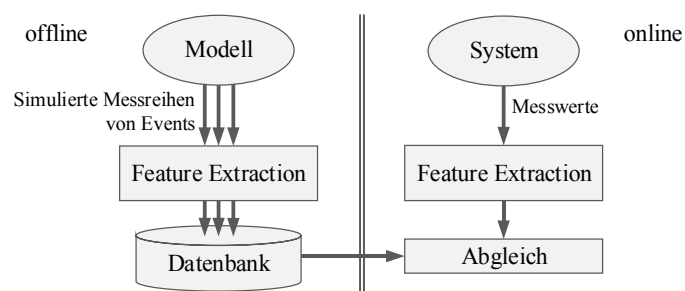 offline
Modell
System
online
Simulierte Messreihen
von Events
Messwerte
Feature Extraction
Feature Extraction
Datenbank
Abgleich